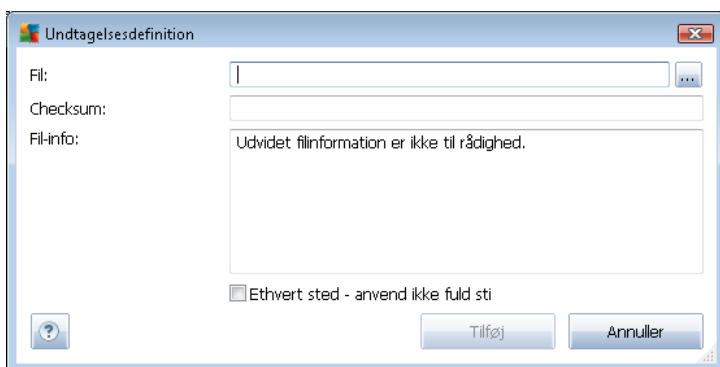 Undtagelsesdefinition
Fil:
...
Checksum:
Fil-info:
Udvidet filinformation er ikke til rådighed.
Ethvert sted - anvend ikke fuld sti
?
Tilføj
Annuller